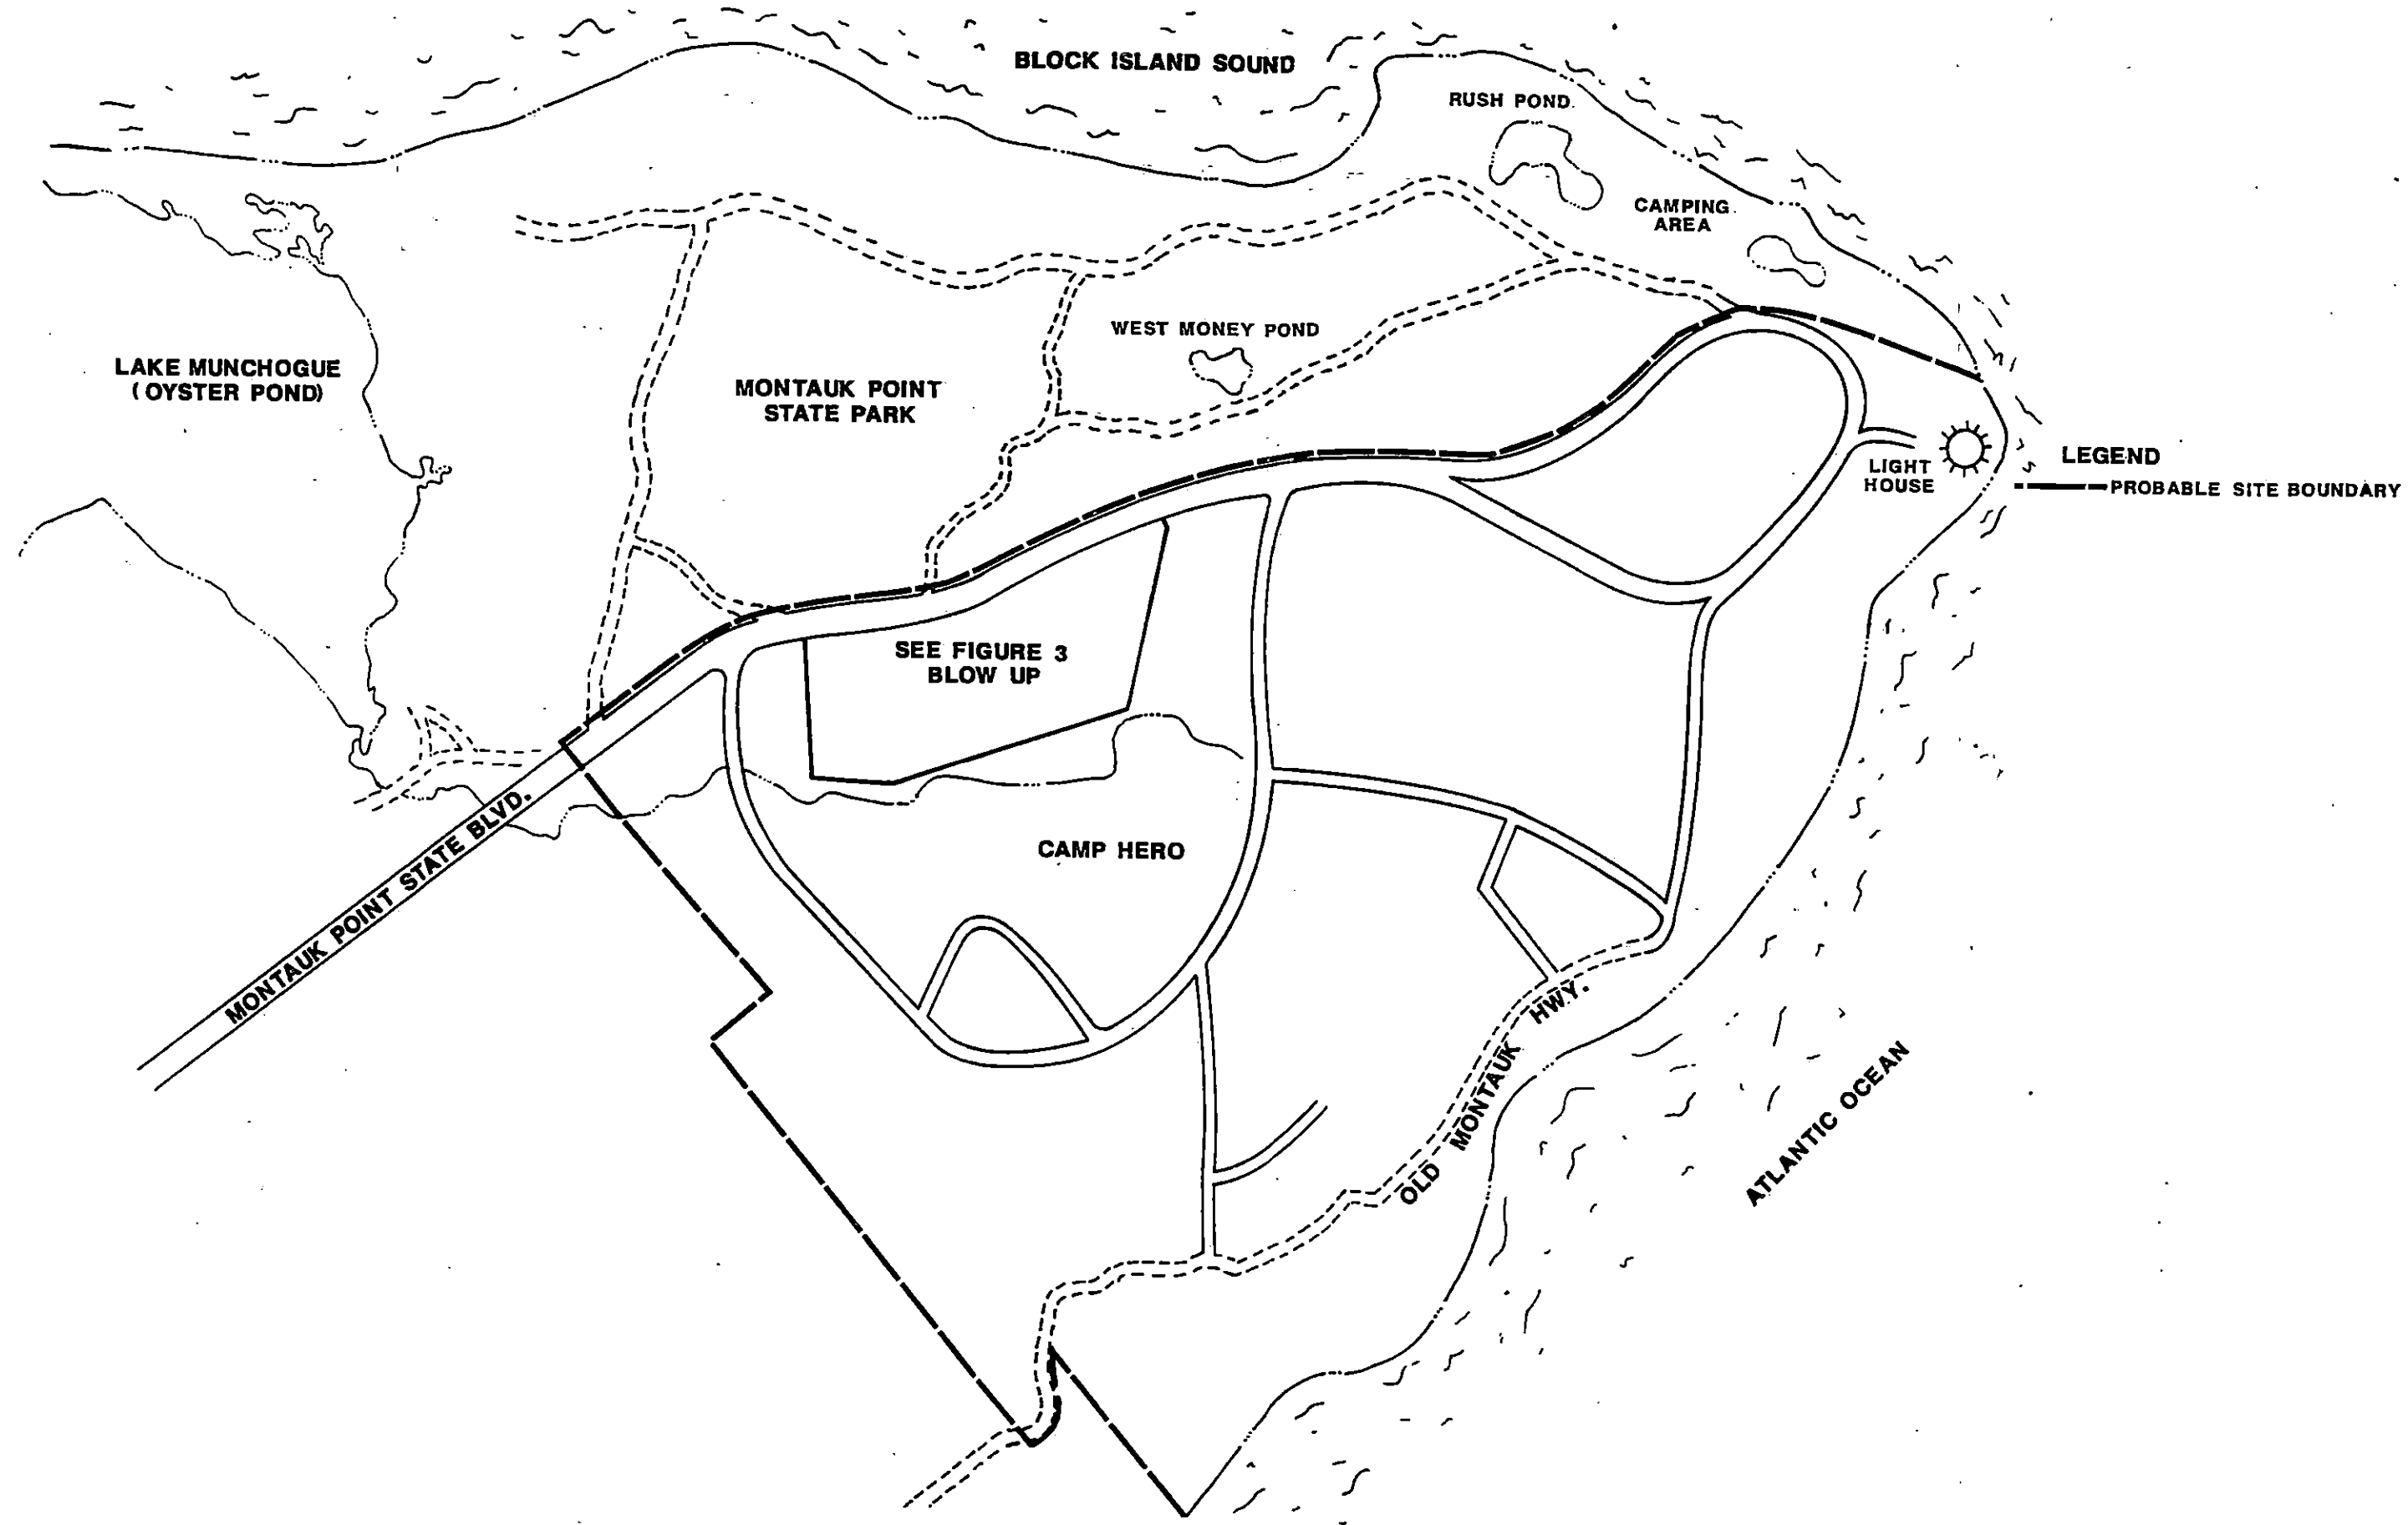 BLOCK ISLAND SOUND
RUSH POND
CAMPING
AREA
WEST MONEY POND
LAKE MUNCHOGUE
(OYSTER POND)
MONTAUK POINT
STATE PARK
LIGHT
HOUSE
LEGEND
PROBABLE SITE BOUNDARY
SEE FIGURE 3
BLOW UP
MONTAUK POINT STATE BLVD.
CAMP HERO
OLD MONTAUK HWY.
ATLANTIC OCEAN